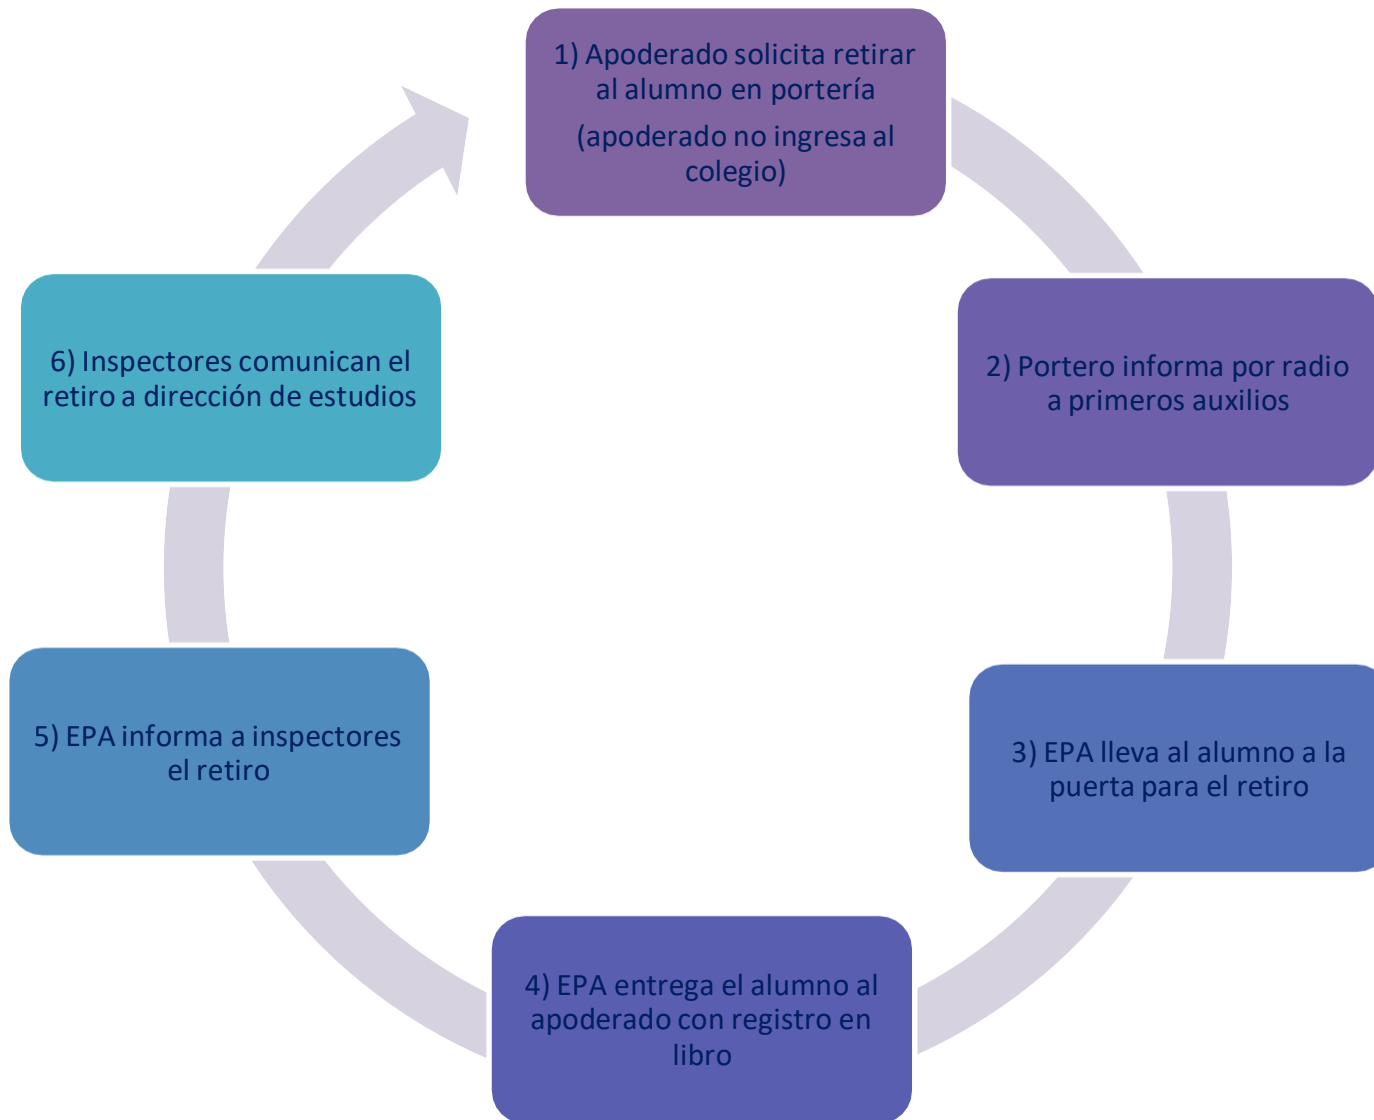 1) Apoderado solicita retirar
al alumno en portería
(apoderado no ingresa al
colegio)
2) Portero informa por radio
a primeros auxilios
3) EPA lleva al alumno a la
puerta para el retiro
4) EPA entrega el alumno al
apoderado con registro en
libro
5) EPA informa a inspectores
el retiro
6) Inspectores comunican el
retiro a dirección de estudios